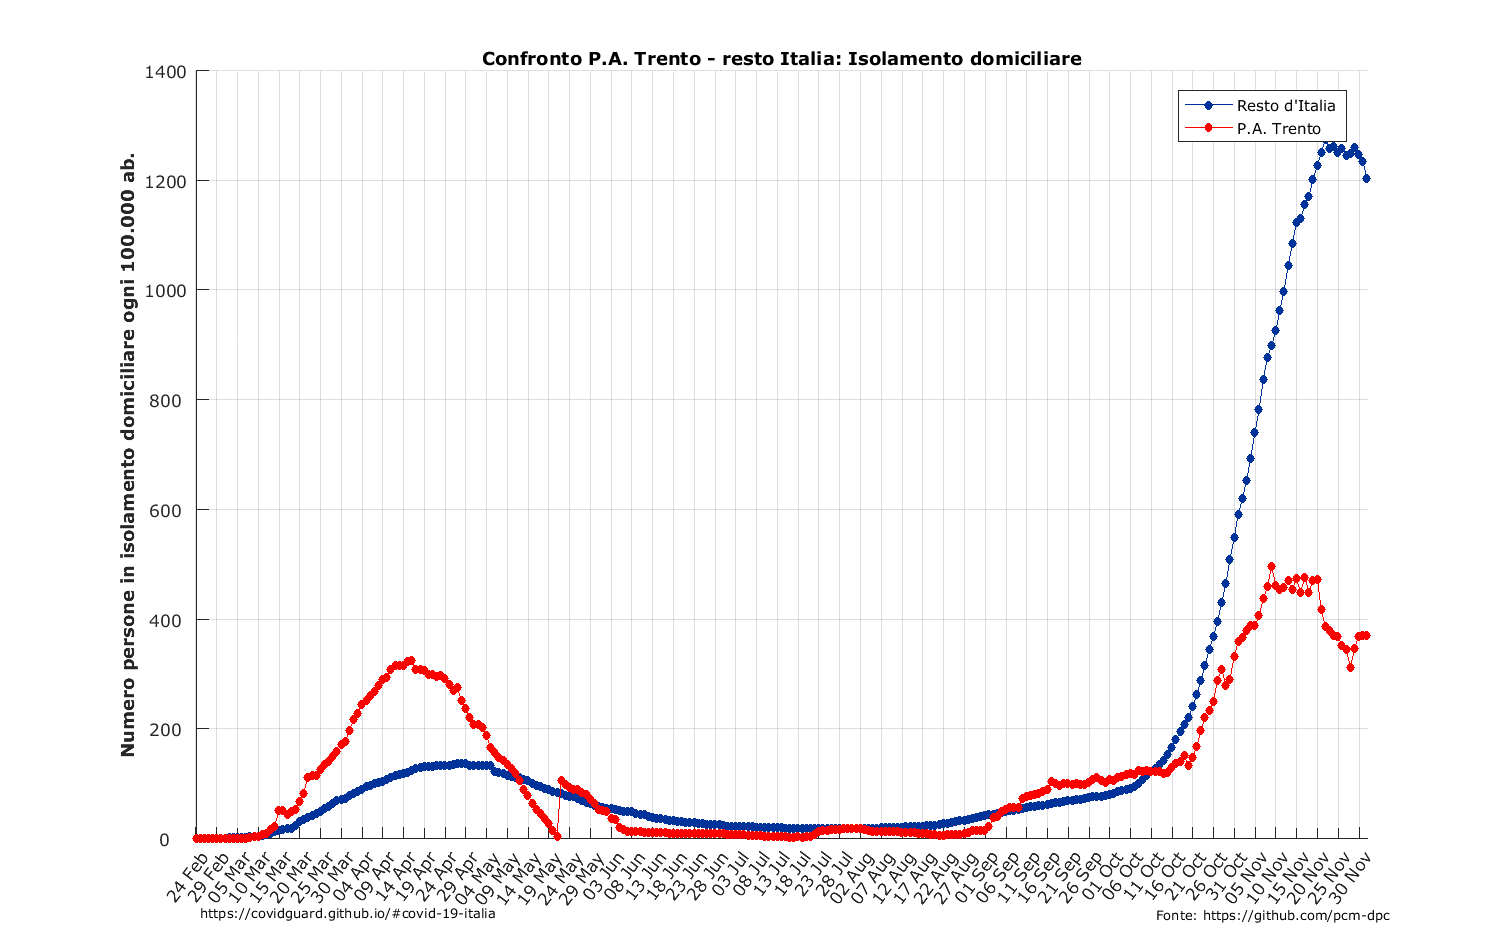 Confronto P.A. Trento - resto Italia: Isolamento domiciliare
Numero persone in isolamento domiciliare ogni 100.000 ab.
1400
1200
1000
800
600
400
200
0
Resto d'Italia
P.A. Trento
24 Feb
29 Feb
05 Mar
10 Mar
15 Mar
20 Mar
25 Mar
30 Mar
04 Apr
09 Apr
14 Apr
19 Apr
24 Apr
29 Apr
04 May
09 May
14 May
19 May
24 May
29 May
03 Jun
08 Jun
13 Jun
18 Jun
23 Jun
28 Jun
03 Jul
08 Jul
13 Jul
18 Jul
23 Jul
28 Jul
02 Aug
07 Aug
12 Aug
17 Aug
22 Aug
27 Aug
01 Sep
06 Sep
11 Sep
16 Sep
21 Sep
26 Sep
01 Oct
06 Oct
11 Oct
16 Oct
21 Oct
26 Oct
31 Oct
05 Nov
10 Nov
15 Nov
20 Nov
25 Nov
30 Nov
https://covidguard.github.io/#covid-19-italia
Fonte: https://github.com/pcm-dpc